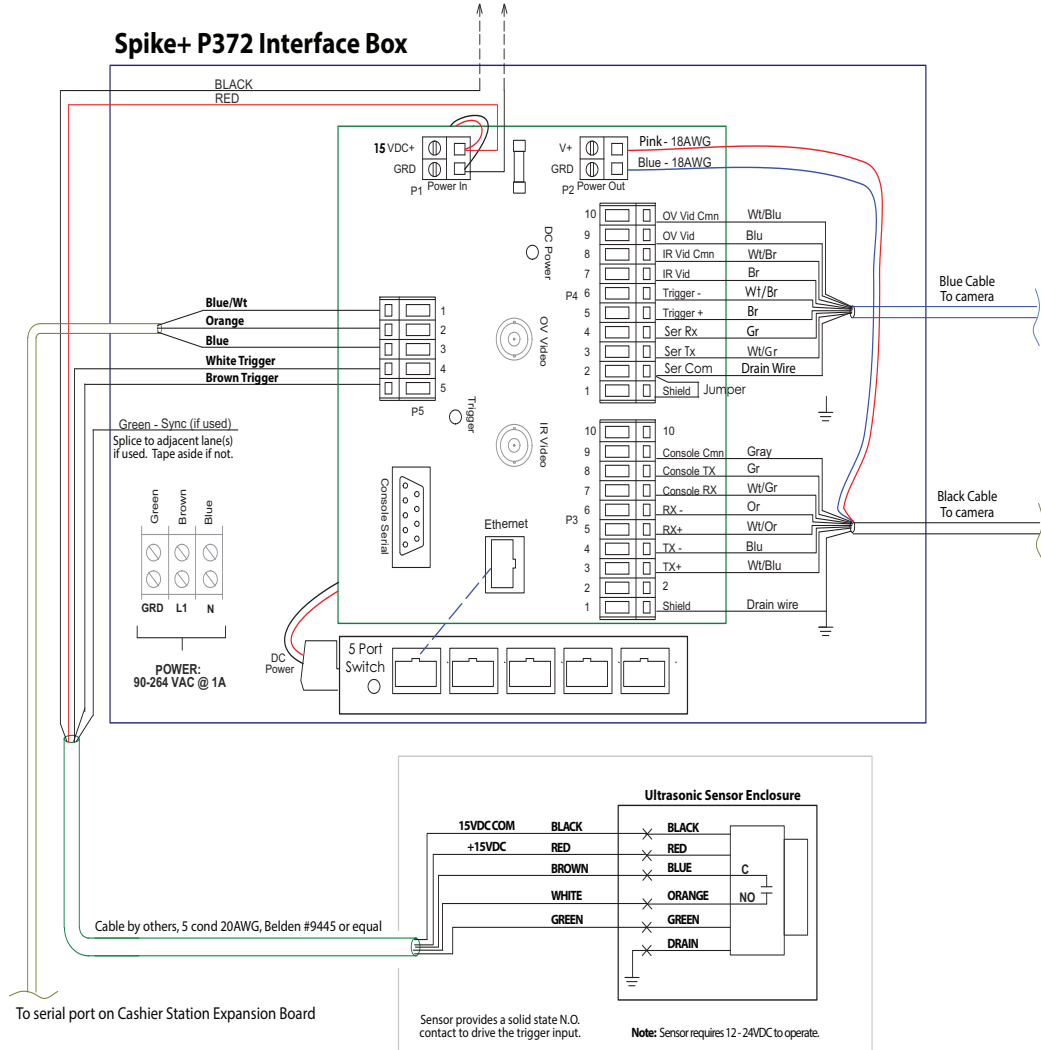 Spike+ P372 Interface Box
BLACK
RED
15 VDC+
GRD
P1
Power In
V+
GRD
P2
Power Out
Pink - 18AWG
Blue - 18AWG
DC Power
OV Video
Trigger
IR Video
Console Serial
Ethernet
P4
10 OV Vid Cmn Wt/Blu
9 OV Vid Blu
8 IR Vid Cmn Wt/Br
7 IR Vid Br
6 Trigger - Wt/Br
5 Trigger + Br
4 Ser Rx Gr
3 Ser Tx Wt/Gr
2 Ser Com Drain Wire
1 Shield Jumper
Blue Cable
To camera
P3
10 10
9 Console Cmn Gray
8 Console TX Gr
7 Console RX Wt/Gr
6 RX - Or
5 RX+ Wt/Or
4 TX - Blu
3 TX+ Wt/Blu
2 2
1 Shield Drain wire
Black Cable
To camera
Blue/Wt 1
Orange 2
Blue 3
White Trigger 4
Brown Trigger 5
P5
Green - Sync (if used)
Splice to adjacent lane(s)
if used. Tape aside if not.
Green
Brown
Blue
GRD L1 N
POWER:
90-264 VAC @ 1A
DC
Power
5 Port
Switch
Ultrasonic Sensor Enclosure
15VDC COM BLACK BLACK
+15VDC RED RED
BROWN BLUE C
WHITE ORANGE NO
GREEN GREEN
DRAIN
Cable by others, 5 cond 20AWG, Belden #9445 or equal
To serial port on Cashier Station Expansion Board
Sensor provides a solid state N.O.
contact to drive the trigger input.
Note: Sensor requires 12 - 24VDC to operate.